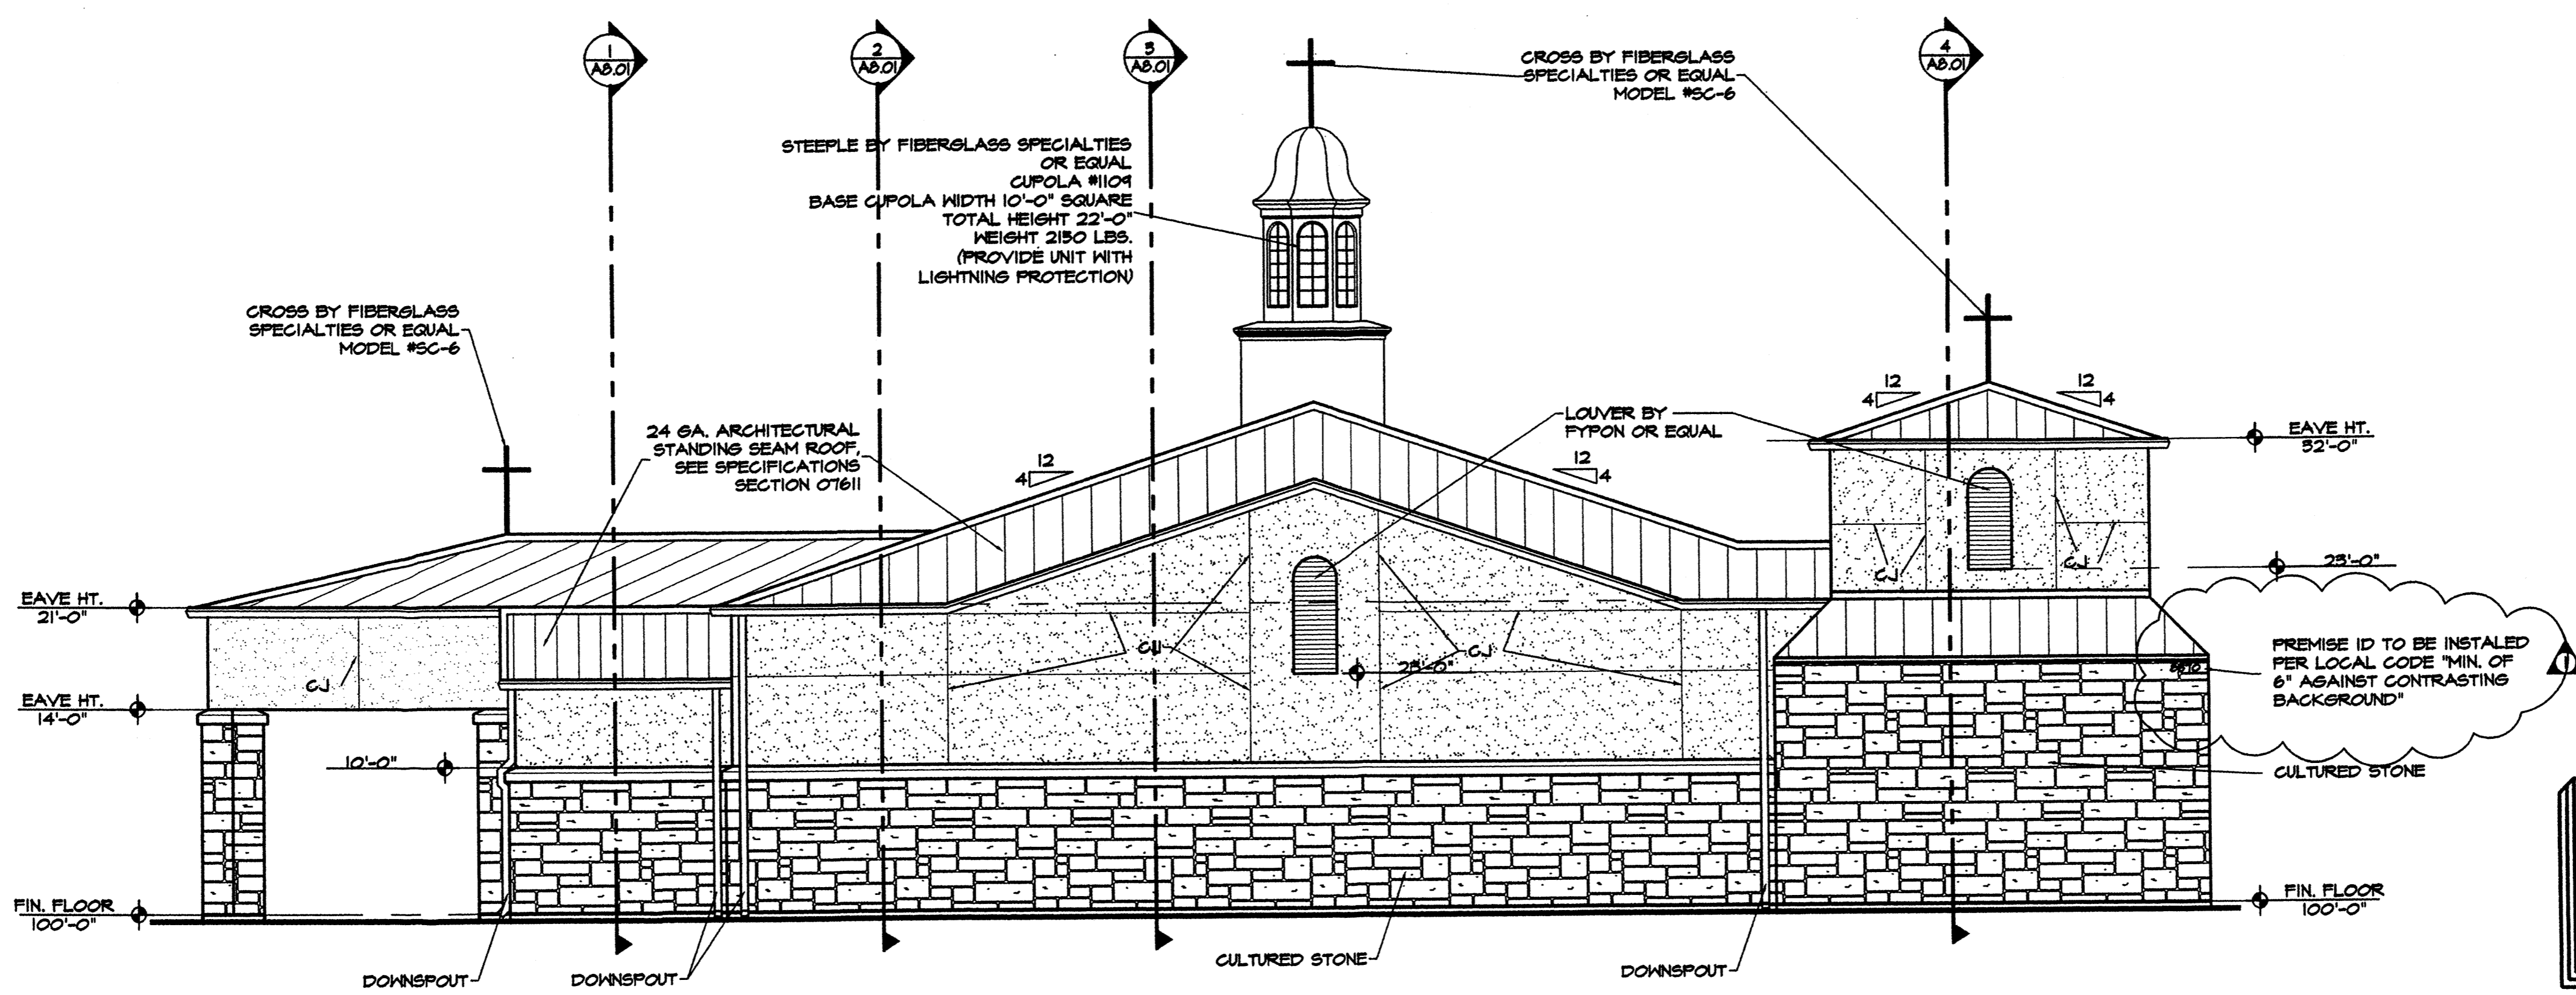 1
A8.01
2
A8.01
3
A8.01
4
A8.01
CROSS BY FIBERGLASS
SPECIALTIES OR EQUAL
MODEL #SC-6
STEEPLE BY FIBERGLASS SPECIALTIES
OR EQUAL
CUPOLA #1109
BASE CUPOLA WIDTH 10'-0" SQUARE
TOTAL HEIGHT 22'-0"
WEIGHT 2150 LBS.
(PROVIDE UNIT WITH
LIGHTNING PROTECTION)
CROSS BY FIBERGLASS
SPECIALTIES OR EQUAL
MODEL #SC-6
24 GA. ARCHITECTURAL
STANDING SEAM ROOF,
SEE SPECIFICATIONS
SECTION 07611
12
4
12
4
LOUVER BY
FYPON OR EQUAL
12
4
12
4
EAVE HT.
32'-0"
23'-0"
EAVE HT.
21'-0"
CJ
CJ
CJ
CJ
CJ
23'-0"
PREMISE ID TO BE INSTALED
PER LOCAL CODE "MIN. OF
6" AGAINST CONTRASTING
BACKGROUND"
1
EAVE HT.
14'-0"
10'-0"
CULTURED STONE
FIN. FLOOR
100'-0"
FIN. FLOOR
100'-0"
DOWNSPOUT
DOWNSPOUT
CULTURED STONE
DOWNSPOUT